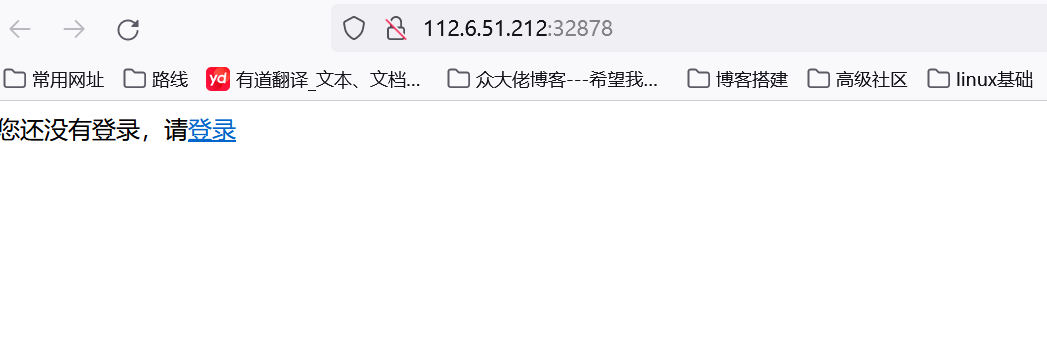 112.6.51.212:32878
常用网址 路线 yd 有道翻译_文本、文档... 众大佬博客---希望我... 博客搭建 高级社区 linux基础
您还没有登录，请登录